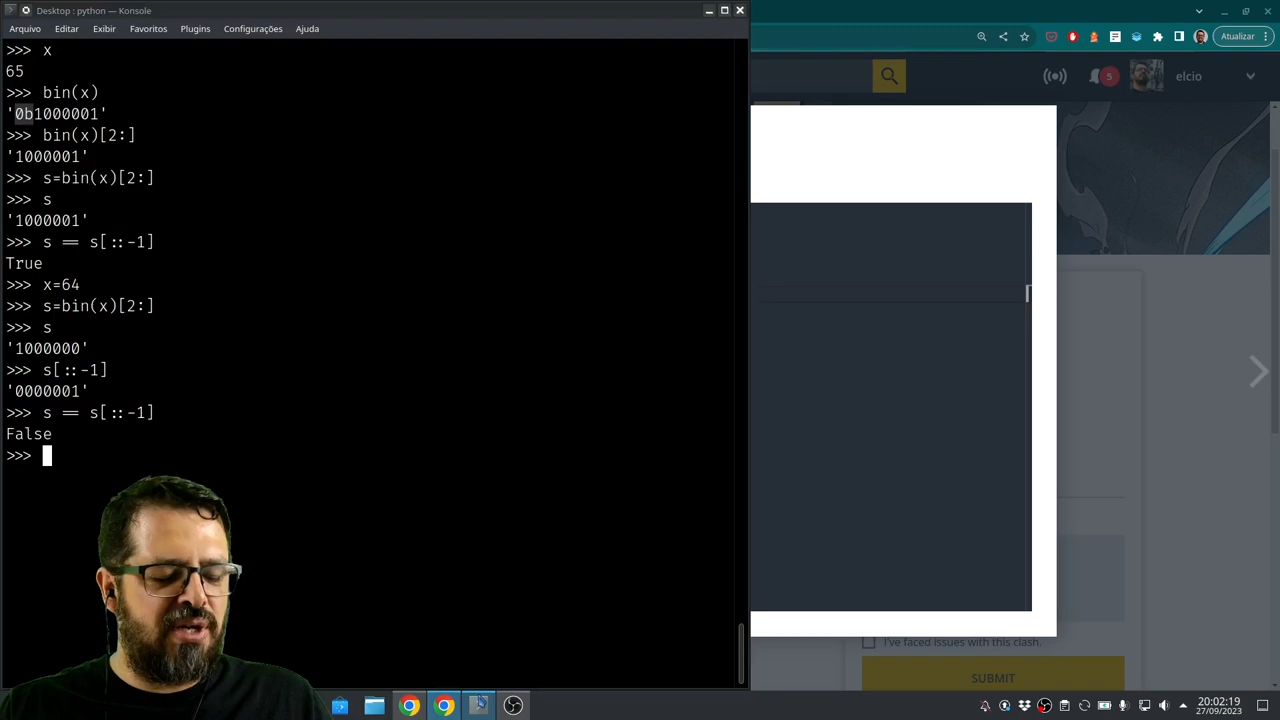 Desktop : python — Konsole
Arquivo Editar Exibir Favoritos Plugins Configurações Ajuda
>>> x
65
>>> bin(x)
'0b1000001'
>>> bin(x)[2:]
'1000001'
>>> s=bin(x)[2:]
>>> s
'1000001'
>>> s == s[::-1]
True
>>> x=64
>>> s=bin(x)[2:]
>>> s
'1000000'
>>> s[::-1]
'0000001'
>>> s == s[::-1]
False
>>>
Atualizar
5
elcio
I've faced issues with this clash.
SUBMIT
20:02:19
27/09/2023